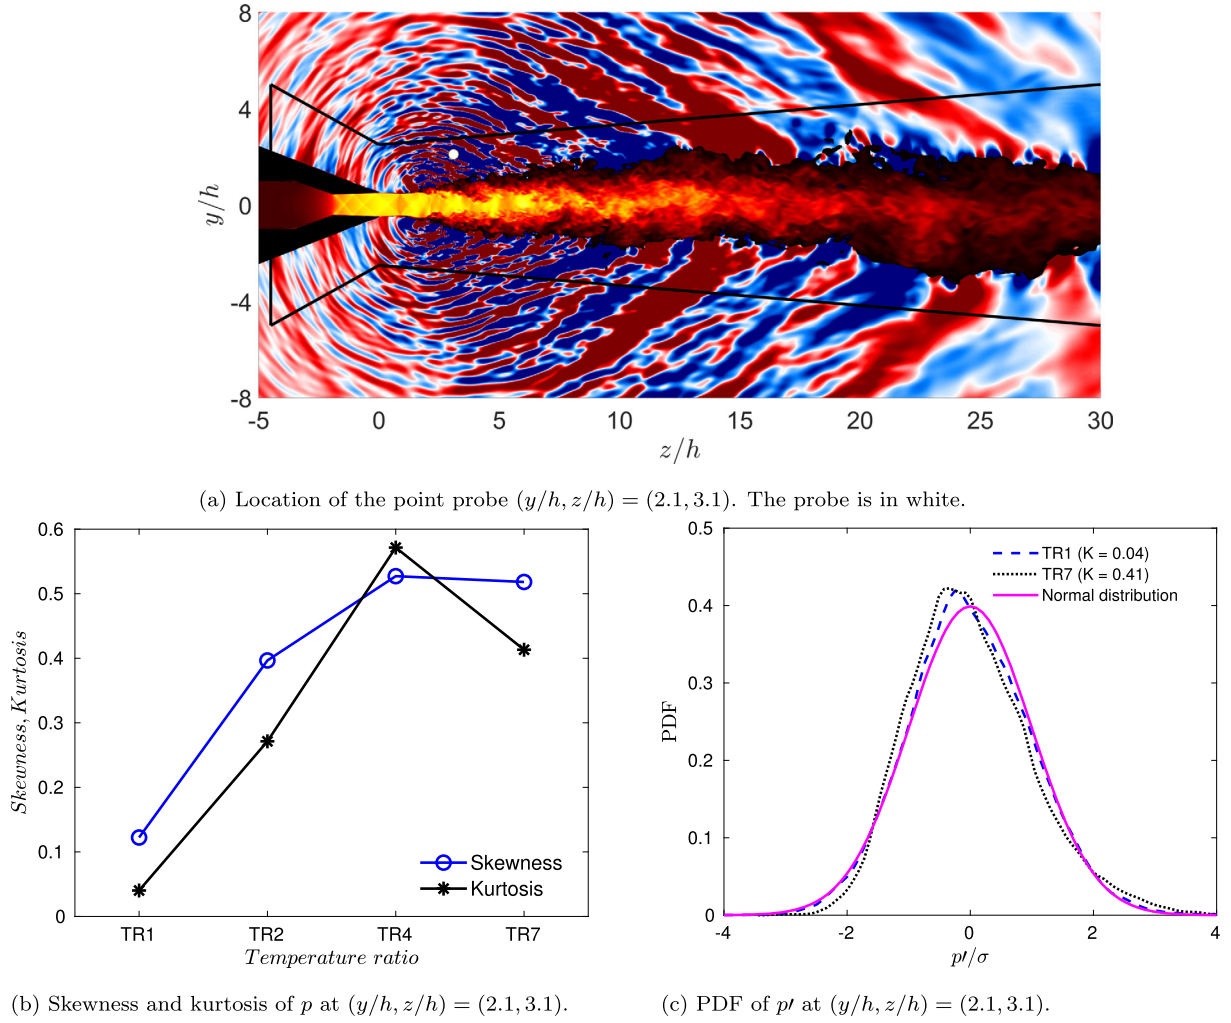 8
4
0
-4
-8
y/h
-5 0 5 10 15 20 25 30
z/h
(a) Location of the point probe (y/h, z/h) = (2.1, 3.1). The probe is in white.
0.6
0.5
0.4
0.3
0.2
0.1
0
Skewness, Kurtosis
Skewness
Kurtosis
TR1 TR2 TR4 TR7
Temperature ratio
(b) Skewness and kurtosis of p at (y/h, z/h) = (2.1, 3.1).
0.5
0.4
0.3
0.2
0.1
0
PDF
TR1 (K = 0.04)
TR7 (K = 0.41)
Normal distribution
-4 -2 0 2 4
p′/σ
(c) PDF of p′ at (y/h, z/h) = (2.1, 3.1).